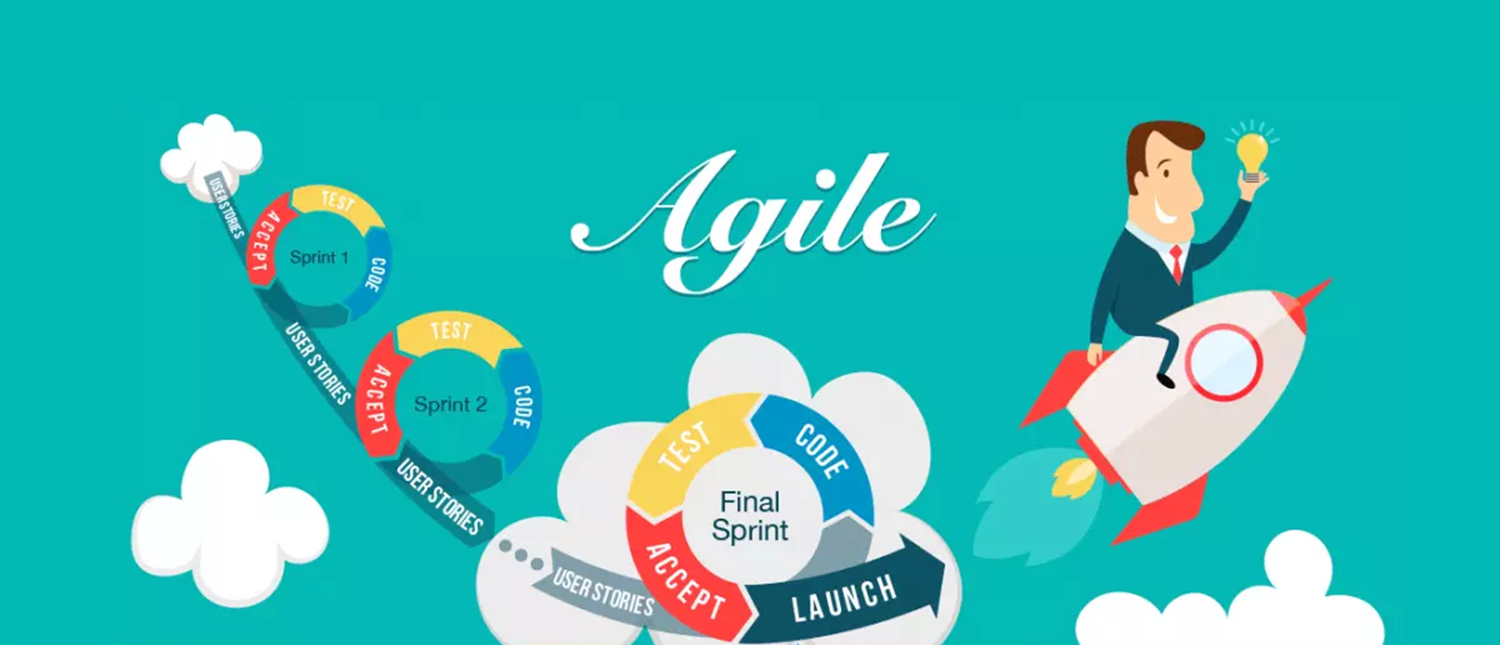 Agile
USER STORIES
TEST
CODE
ACCEPT
Sprint 1
USER STORIES
TEST
CODE
ACCEPT
Sprint 2
USER STORIES
TEST
CODE
Final
Sprint
ACCEPT
USER STORIES
LAUNCH